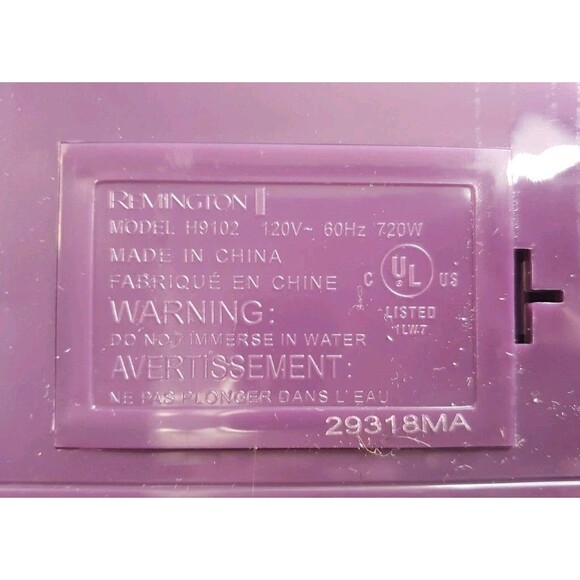 REMINGTON
MODEL H9102 120V~ 60Hz 720W
MADE IN CHINA
FABRIQUÉ EN CHINE
C UL US
LISTED
1LW7
WARNING:
DO NOT IMMERSE IN WATER
AVERTISSEMENT:
NE PAS PLONGER DANS L'EAU
29318MA